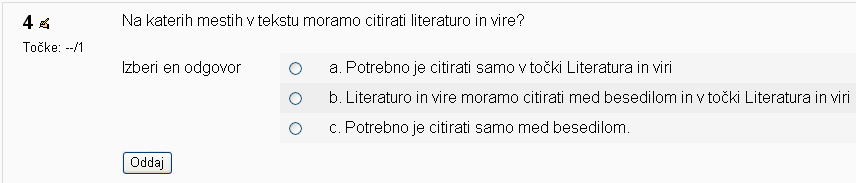 4 Na katerih mestih v tekstu moramo citirati literaturo in vire?
Točke: --/1
Izberi en odgovor
a. Potrebno je citirati samo v točki Literatura in viri
b. Literaturo in vire moramo citirati med besedilom in v točki Literatura in viri
c. Potrebno je citirati samo med besedilom.
Oddaj